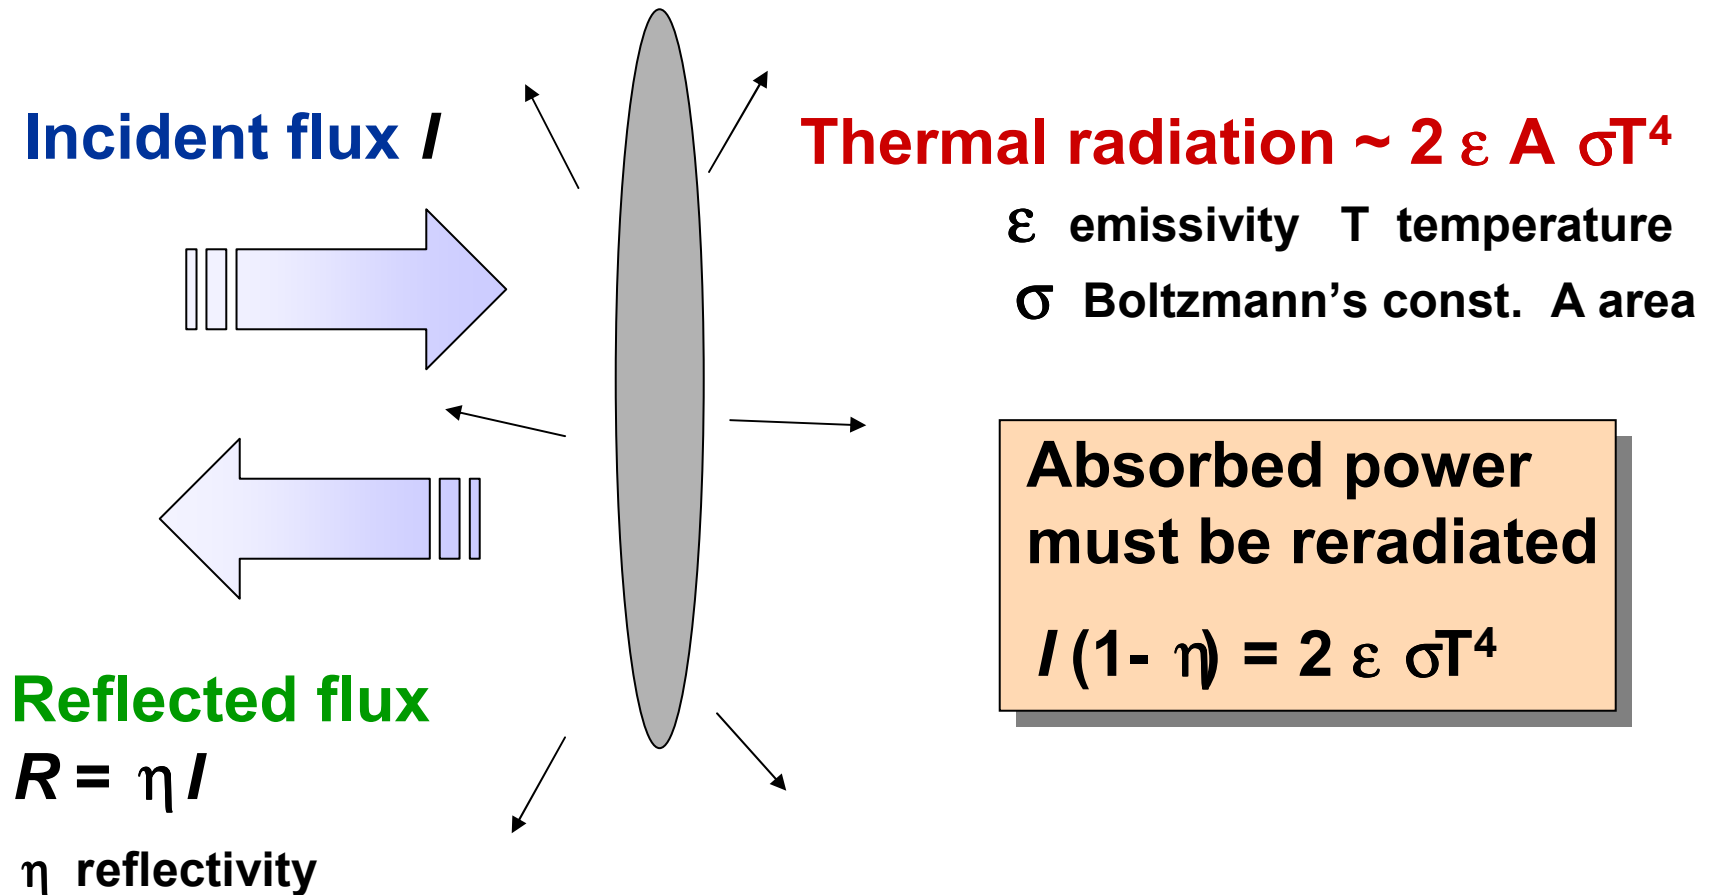 Incident flux I
Thermal radiation ~ 2 ε A σT⁴
ε emissivity T temperature
σ Boltzmann’s const. A area
Absorbed power
must be reradiated
I (1- η) = 2 ε σT⁴
Reflected flux
R = η I
η reflectivity